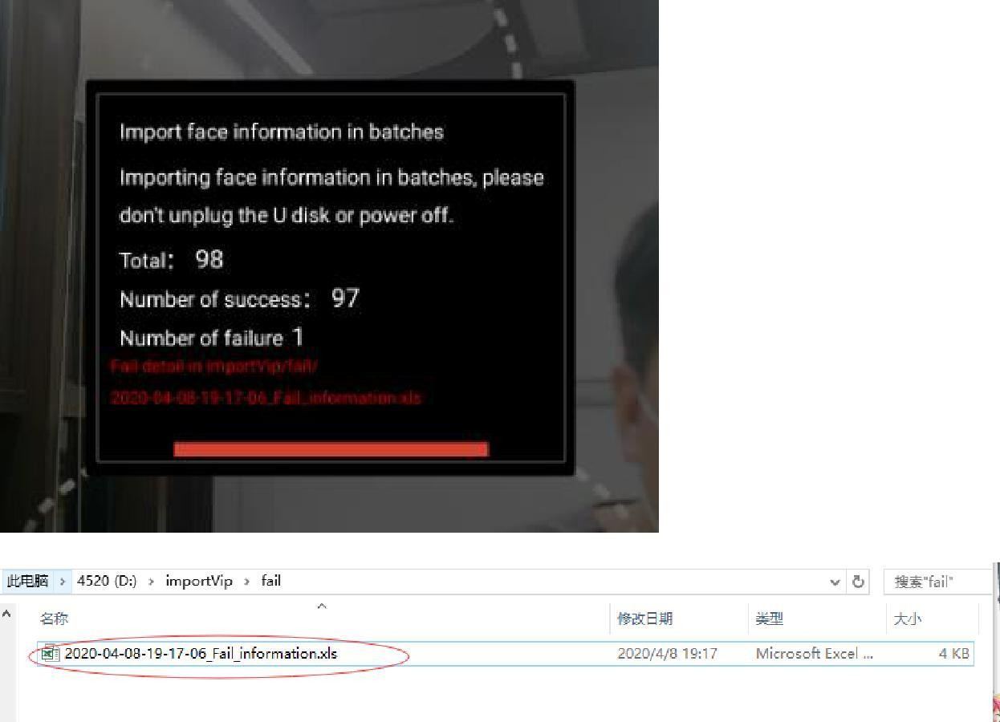 Import face information in batches
Importing face information in batches, please
don't unplug the U disk or power off.
Total： 98
Number of success： 97
Number of failure 1
Fail detail in importVip/fail/
2020-04-08-19-17-06_Fail_information.xls
此电脑 › 4520 (D:) › importVip › fail 搜索"fail"
名称 修改日期 类型 大小
2020-04-08-19-17-06_Fail_information.xls 2020/4/8 19:17 Microsoft Excel ... 4 KB